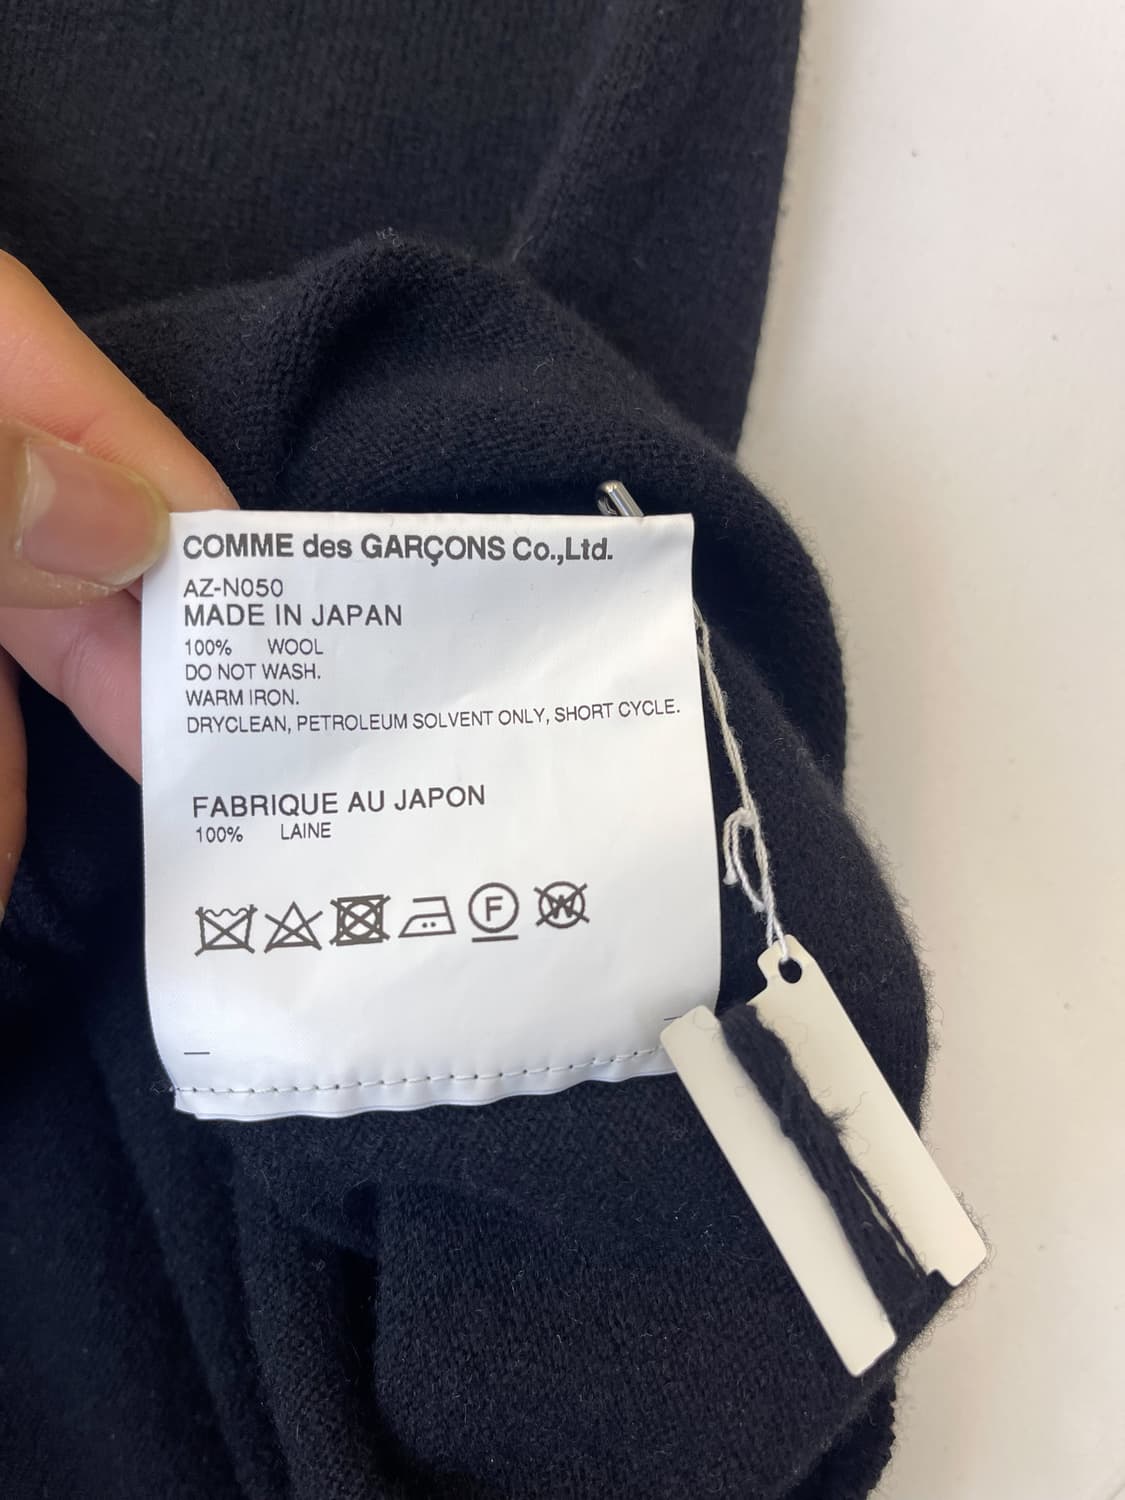 COMME des GARÇONS Co.,Ltd.
AZ-N050
MADE IN JAPAN
100% WOOL
DO NOT WASH.
WARM IRON.
DRYCLEAN, PETROLEUM SOLVENT ONLY, SHORT CYCLE.
FABRIQUE AU JAPON
100% LAINE
F W